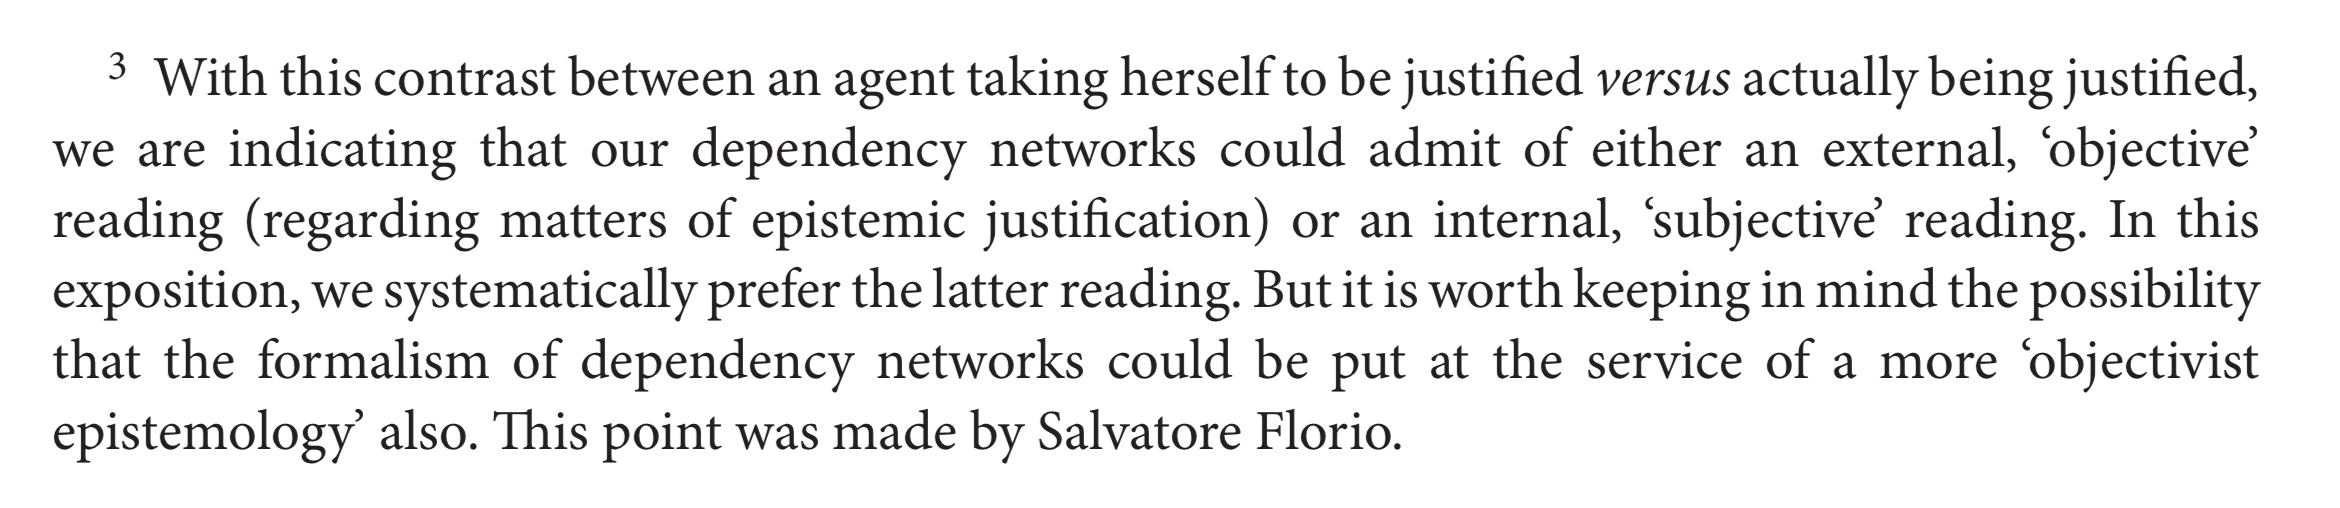 3 With this contrast between an agent taking herself to be justified versus actually being justified,
we are indicating that our dependency networks could admit of either an external, ‘objective’
reading (regarding matters of epistemic justification) or an internal, ‘subjective’ reading. In this
exposition, we systematically prefer the latter reading. But it is worth keeping in mind the possibility
that the formalism of dependency networks could be put at the service of a more ‘objectivist
epistemology’ also. This point was made by Salvatore Florio.